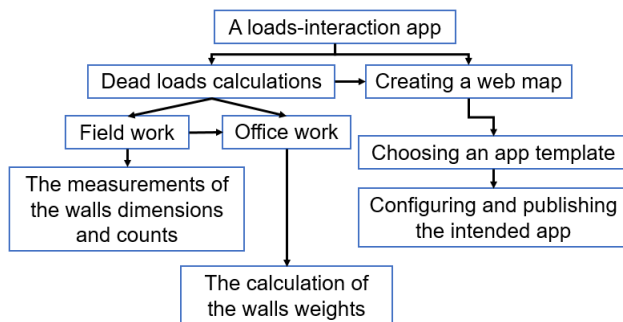 A loads-interaction app
Dead loads calculations
Creating a web map
Field work
Office work
Choosing an app template
The measurements of
the walls dimensions
and counts
Configuring and publishing
the intended app
The calculation of
the walls weights